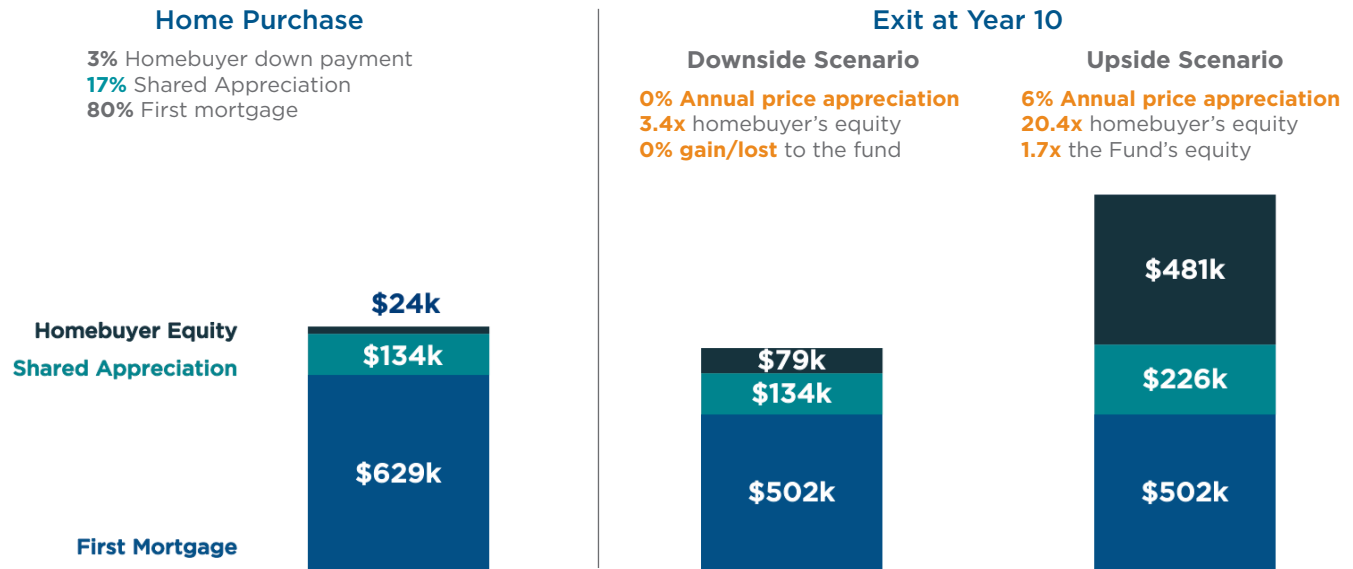 Home Purchase
3% Homebuyer down payment
17% Shared Appreciation
80% First mortgage
$24k
Homebuyer Equity
Shared Appreciation
$134k
$629k
First Mortgage
Exit at Year 10
Downside Scenario
0% Annual price appreciation
3.4x homebuyer’s equity
0% gain/lost to the fund
$79k
$134k
$502k
Upside Scenario
6% Annual price appreciation
20.4x homebuyer’s equity
1.7x the Fund’s equity
$481k
$226k
$502k